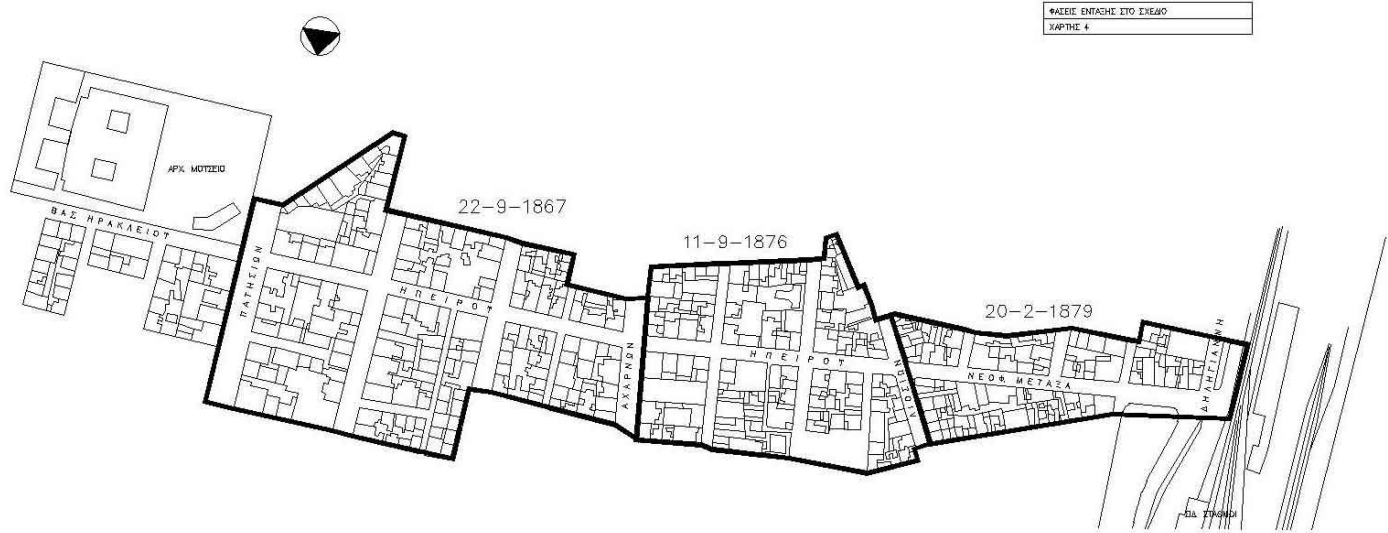 ΦΑΣΕΙΣ ΕΝΤΑΞΗΣ ΣΤΟ ΣΧΕΔΙΟ
ΧΑΡΤΗΣ 4
ΑΡΧ. ΜΟΥΣΕΙΟ
ΒΑΣ ΗΡΑΚΛΕΙΟΥ
22-9-1867
11-9-1876
20-2-1879
ΠΑΤΗΣΙΩΝ
ΗΠΕΙΡΟΥ
ΑΧΑΡΝΩΝ
ΗΠΕΙΡΟΥ
ΛΙΟΣΙΩΝ
ΝΕΟΦ. ΜΕΤΑΞΑ
ΔΗΛΗΓΙΑΝΝΗ
ΣΙΔ. ΣΤΑΘΜΟΙ